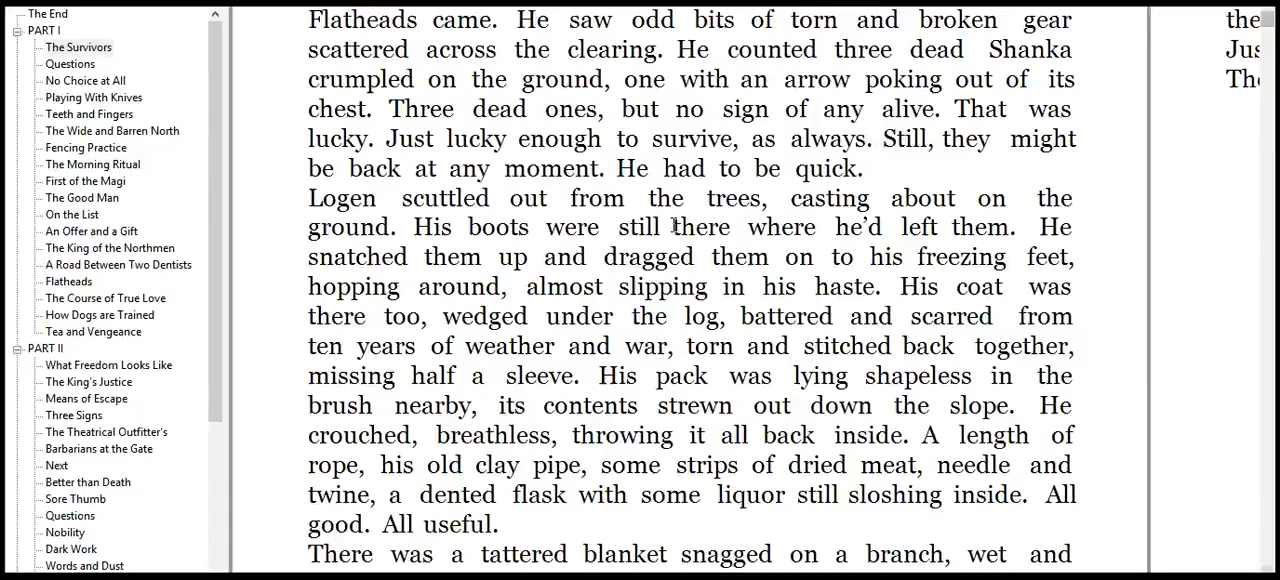 The End
PART I
The Survivors
Questions
No Choice at All
Playing With Knives
Teeth and Fingers
The Wide and Barren North
Fencing Practice
The Morning Ritual
First of the Magi
The Good Man
On the List
An Offer and a Gift
The King of the Northmen
A Road Between Two Dentists
Flatheads
The Course of True Love
How Dogs are Trained
Tea and Vengeance
PART II
What Freedom Looks Like
The King's Justice
Means of Escape
Three Signs
The Theatrical Outfitter's
Barbarians at the Gate
Next
Better than Death
Sore Thumb
Questions
Nobility
Dark Work
Words and Dust
Flatheads came. He saw odd bits of torn and broken gear
scattered across the clearing. He counted three dead Shanka
crumpled on the ground, one with an arrow poking out of its
chest. Three dead ones, but no sign of any alive. That was
lucky. Just lucky enough to survive, as always. Still, they might
be back at any moment. He had to be quick.
Logen scuttled out from the trees, casting about on the
ground. His boots were still there where he'd left them. He
snatched them up and dragged them on to his freezing feet,
hopping around, almost slipping in his haste. His coat was
there too, wedged under the log, battered and scarred from
ten years of weather and war, torn and stitched back together,
missing half a sleeve. His pack was lying shapeless in the
brush nearby, its contents strewn out down the slope. He
crouched, breathless, throwing it all back inside. A length of
rope, his old clay pipe, some strips of dried meat, needle and
twine, a dented flask with some liquor still sloshing inside. All
good. All useful.
There was a tattered blanket snagged on a branch, wet and
the
Jus